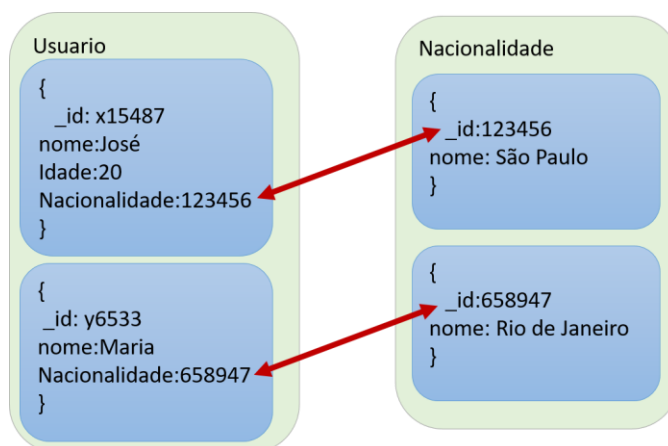 Usuario
{
_id: x15487
nome:José
Idade:20
Nacionalidade:123456
}
{
_id: y6533
nome:Maria
Nacionalidade:658947
}
Nacionalidade
{
_id:123456
nome: São Paulo
}
{
_id:658947
nome: Rio de Janeiro
}